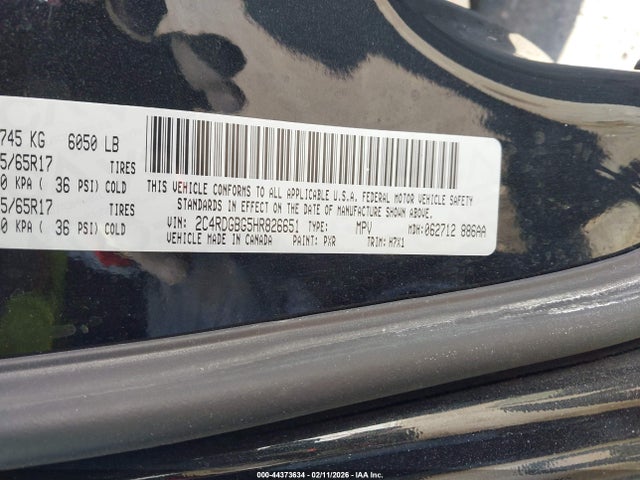 745 KG 6050 LB
5/65R17 TIRES
0 KPA ( 36 PSI) COLD
5/65R17 TIRES
0 KPA ( 36 PSI) COLD
THIS VEHICLE CONFORMS TO ALL APPLICABLE U.S.A. FEDERAL MOTOR VEHICLE SAFETY
STANDARDS IN EFFECT ON THE DATE OF MANUFACTURE SHOWN ABOVE.
VIN: 2C4RDGBG5HR826651 TYPE: MPV MDH: 062712 886AA
VEHICLE MADE IN CANADA PAINT: PXR TRIM: H7X1
000-44373634 - 02/11/2026 - IAA Inc.